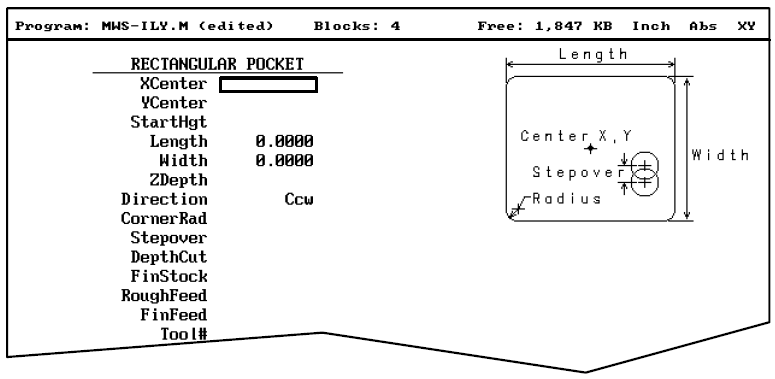 Program: MWS-ILY.M (edited) Blocks: 4 Free: 1,847 KB Inch Abs XY
RECTANGULAR POCKET
XCenter
YCenter
StartHgt
Length 0.0000
Width 0.0000
ZDepth
Direction Ccw
CornerRad
Stepover
DepthCut
FinStock
RoughFeed
FinFeed
Tool#
Length
Center X,Y
Width
Stepover
Radius